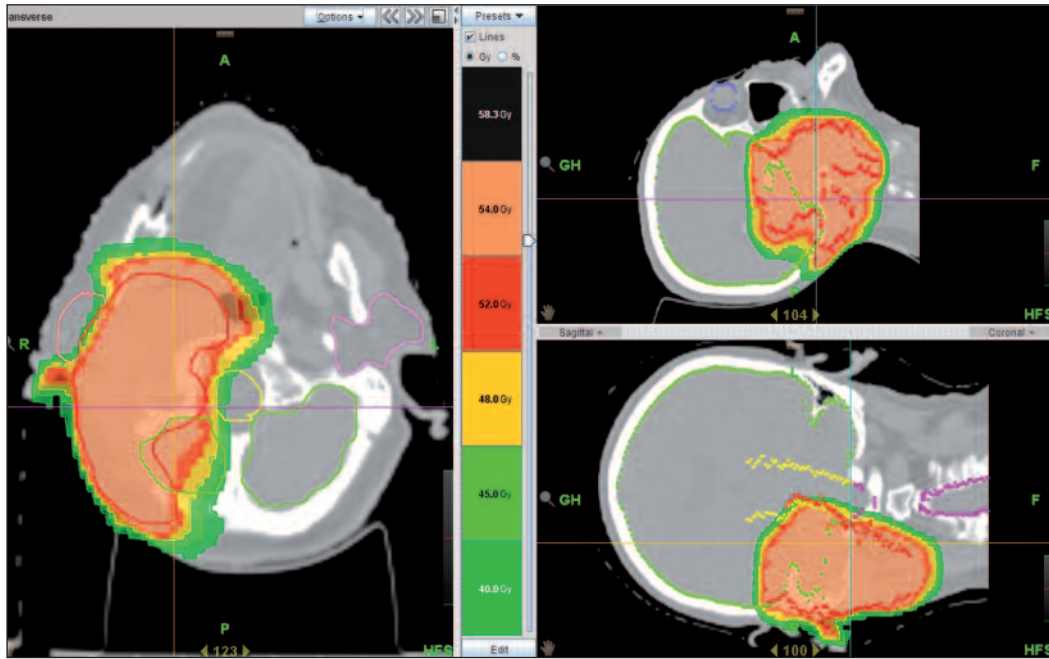 ansverse
Options
A
R
P
123
HFS
Presets
Lines
Gy %
58.3 Gy
54.0 Gy
52.0 Gy
48.0 Gy
45.0 Gy
40.0 Gy
Edit
A
GH
F
104
HFS
Sagittal
Coronal
GH
F
100
HFS